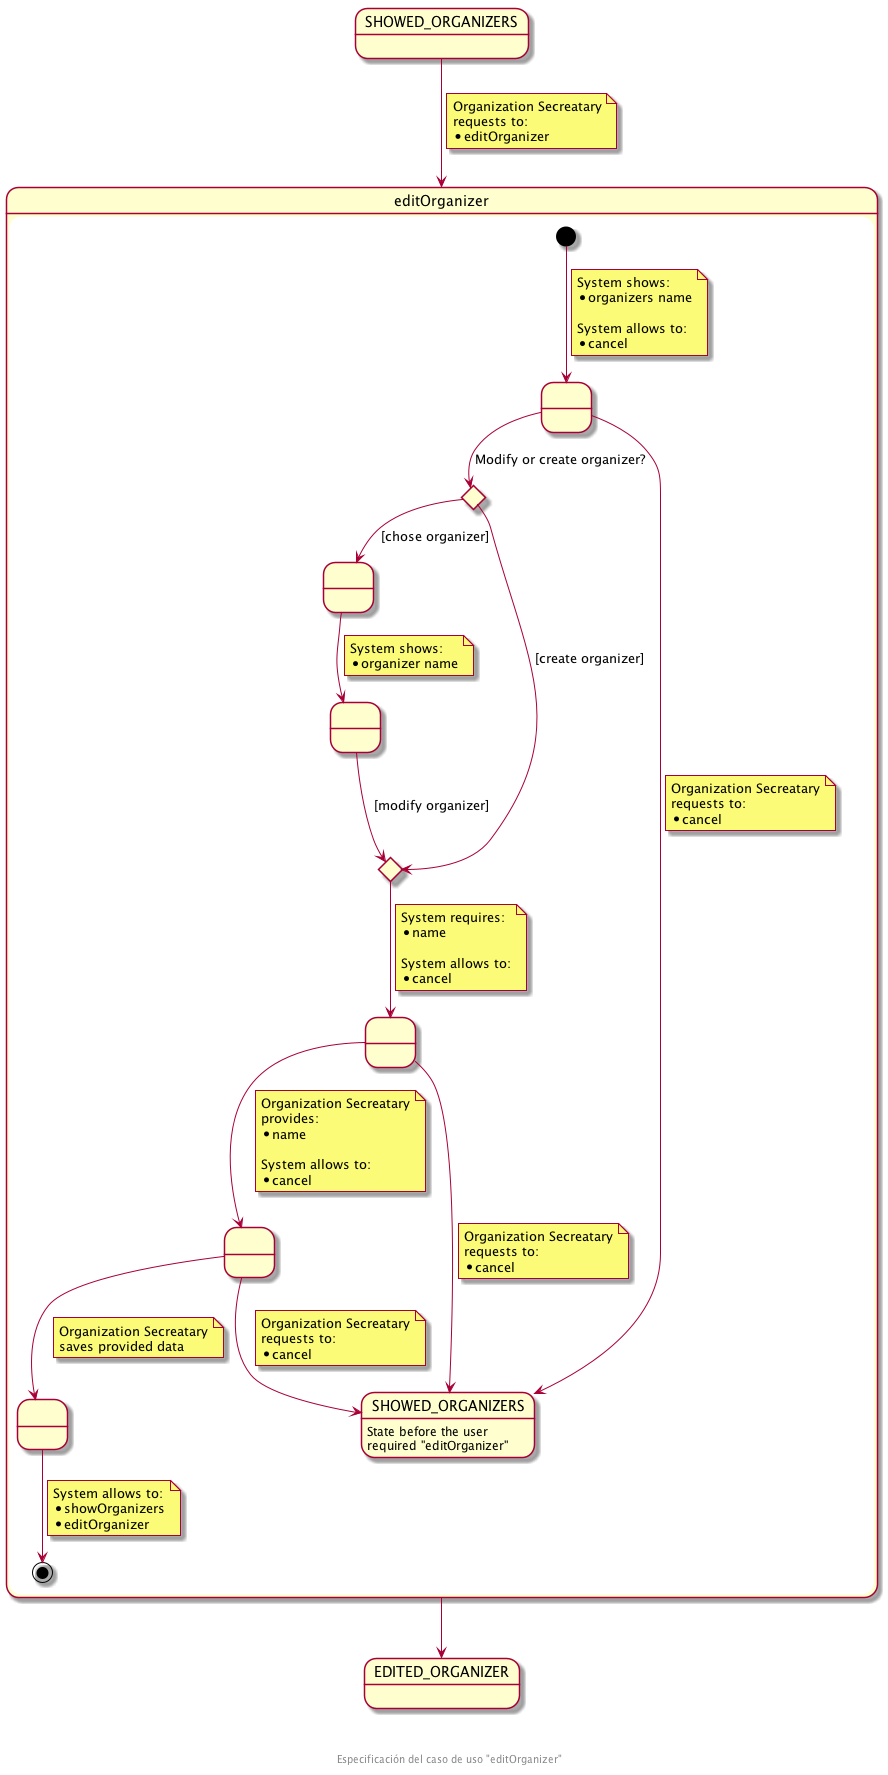 SHOWED_ORGANIZERS
Organization Secreatary
requests to:
• editOrganizer
editOrganizer
System shows:
• organizers name
System allows to:
• cancel
Modify or create organizer?
[chose organizer]
System shows:
• organizer name
[create organizer]
[modify organizer]
Organization Secreatary
requests to:
• cancel
System requires:
• name
System allows to:
• cancel
Organization Secreatary
provides:
• name
System allows to:
• cancel
Organization Secreatary
requests to:
• cancel
Organization Secreatary
saves provided data
Organization Secreatary
requests to:
• cancel
SHOWED_ORGANIZERS
State before the user
required "editOrganizer"
System allows to:
• showOrganizers
• editOrganizer
EDITED_ORGANIZER
Especificación del caso de uso "editOrganizer"